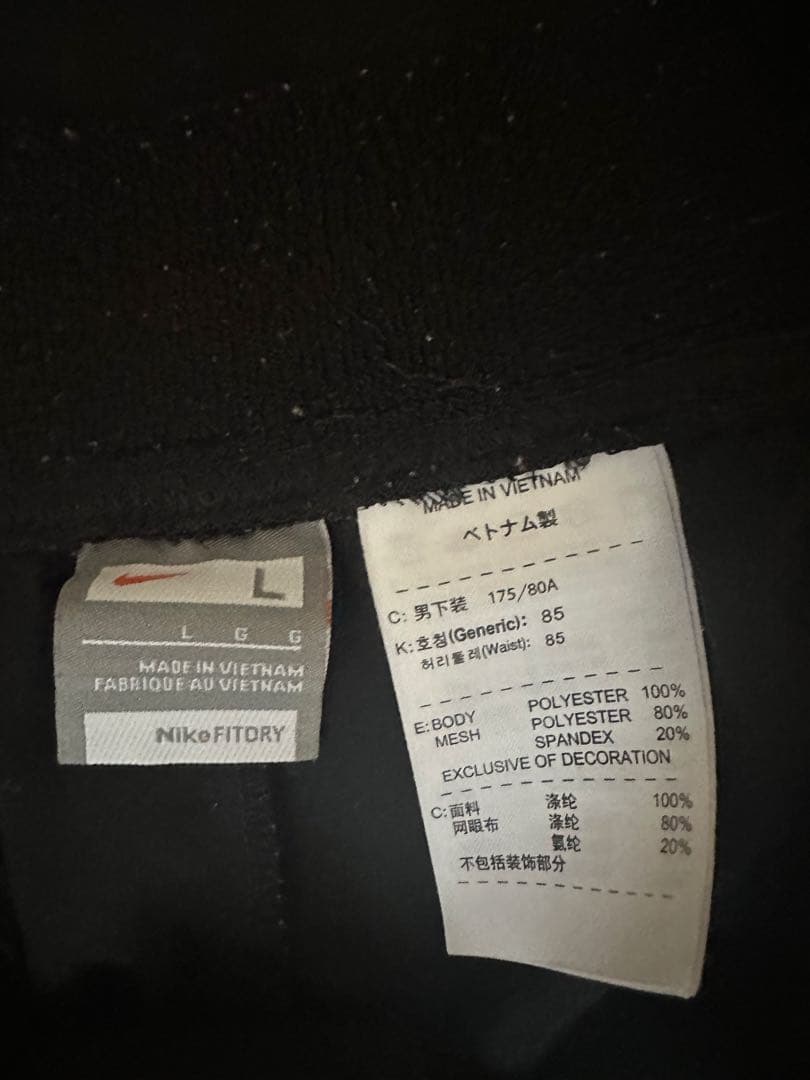 L
L G G
MADE IN VIETNAM
FABRIQUE AU VIETNAM
Nike FIT DRY
MADE IN VIETNAM
ベトナム製
C: 男下装 175/80A
K: 호칭(Generic): 85
허리둘레(Waist): 85
E: BODY POLYESTER 100%
MESH POLYESTER 80%
SPANDEX 20%
EXCLUSIVE OF DECORATION
C: 面料 涤纶 100%
网眼布 涤纶 80%
氨纶 20%
不包括装饰部分